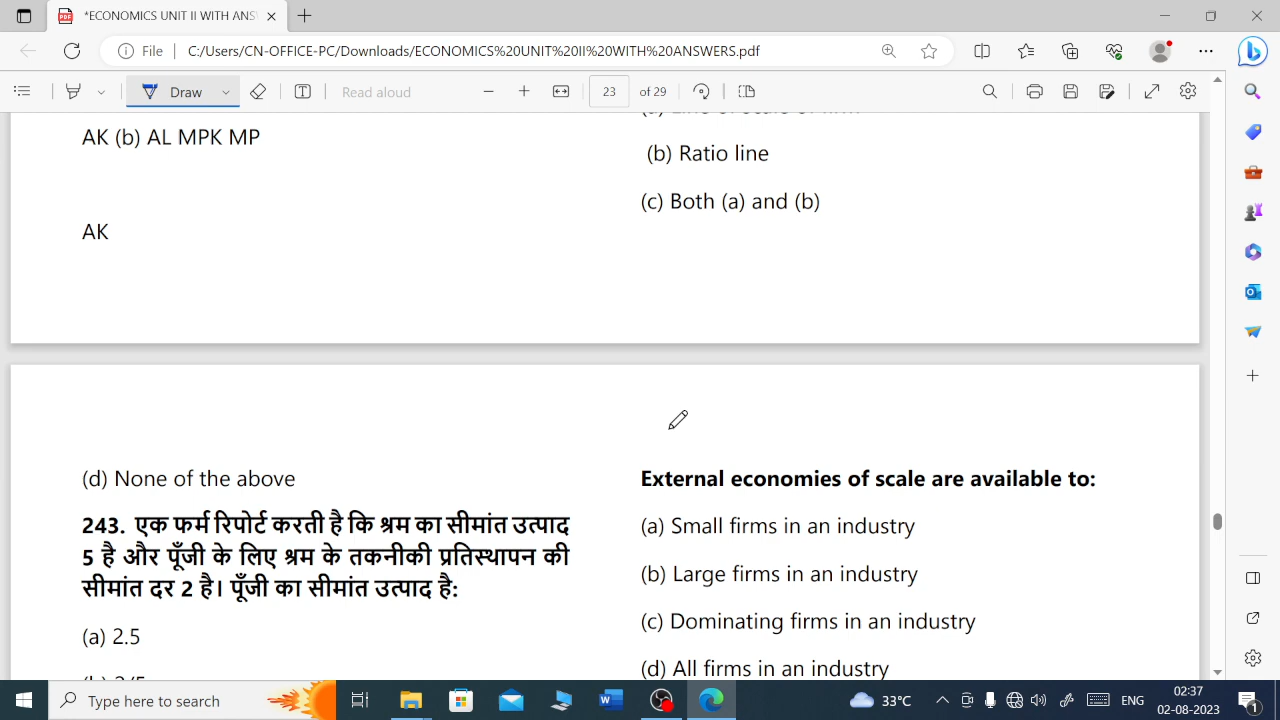 *ECONOMICS UNIT II WITH ANS
File | C:/Users/CN-OFFICE-PC/Downloads/ECONOMICS%20UNIT%20II%20WITH%20ANSWERS.pdf
Draw
Read aloud
23 of 29
AK (b) AL MPK MP
AK
(b) Ratio line
(c) Both (a) and (b)
(d) None of the above
243. एक फर्म रिपोर्ट करती है कि श्रम का सीमांत उत्पाद
5 है और पूँजी के लिए श्रम के तकनीकी प्रतिस्थापन की
सीमांत दर 2 है। पूँजी का सीमांत उत्पाद है:
(a) 2.5
External economies of scale are available to:
(a) Small firms in an industry
(b) Large firms in an industry
(c) Dominating firms in an industry
(d) All firms in an industry
Type here to search
33°C
ENG
02:37
02-08-2023